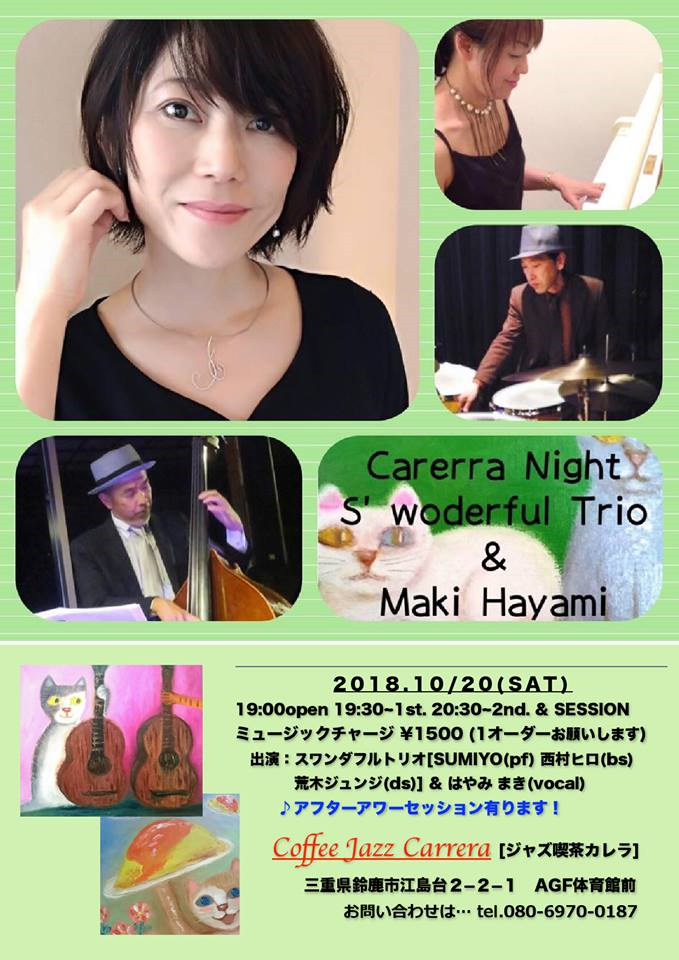 Carerra Night
S' woderful Trio
&
Maki Hayami
2018.10/20(SAT)
19:00open 19:30~1st. 20:30~2nd. & SESSION
ミュージックチャージ ¥1500 (1オーダーお願いします)
出演：スワンダフルトリオ[SUMIYO(pf) 西村ヒロ(bs)
荒木ジュンジ(ds)] & はやみ まき(vocal)
♪アフターアワーセッション有ります！
Coffee Jazz Carrera [ジャズ喫茶カレラ]
三重県鈴鹿市江島台２−２−１　AGF体育館前
お問い合わせは… tel.080-6970-0187